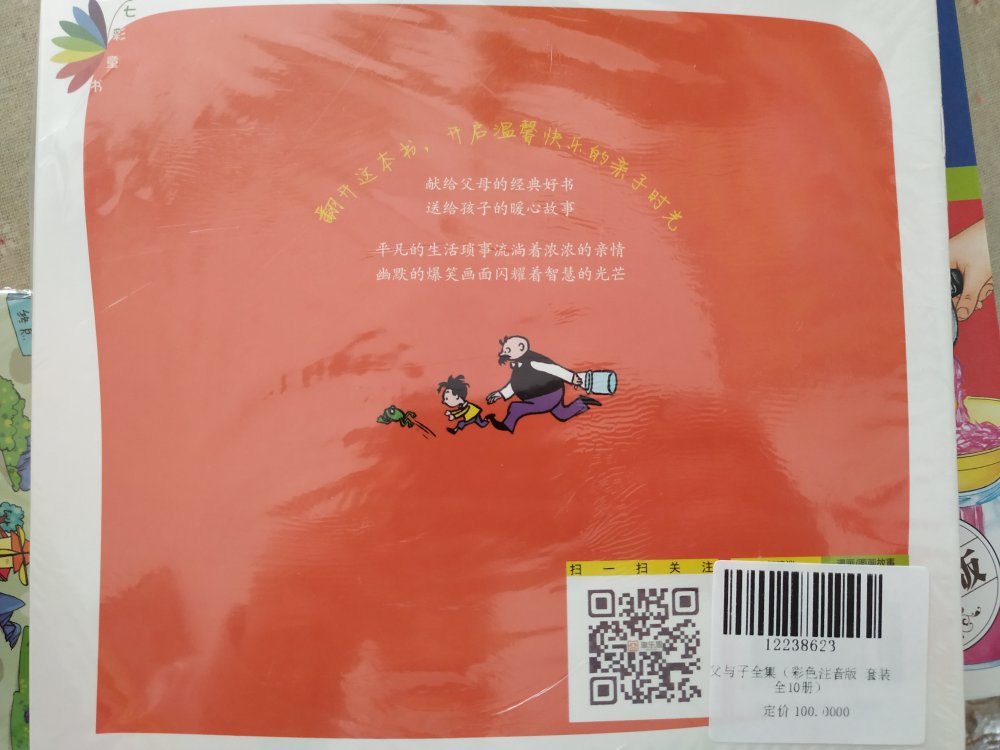 七彩童书
翻开这本书，开启温馨快乐的亲子时光
献给父母的经典好书
送给孩子的暖心故事
平凡的生活琐事流淌着浓浓的亲情
幽默的爆笑画面闪耀着智慧的光芒
扫一扫关注
12238623
父与子全集（彩色注音版 套装
全10册）
定价 100.0000
版